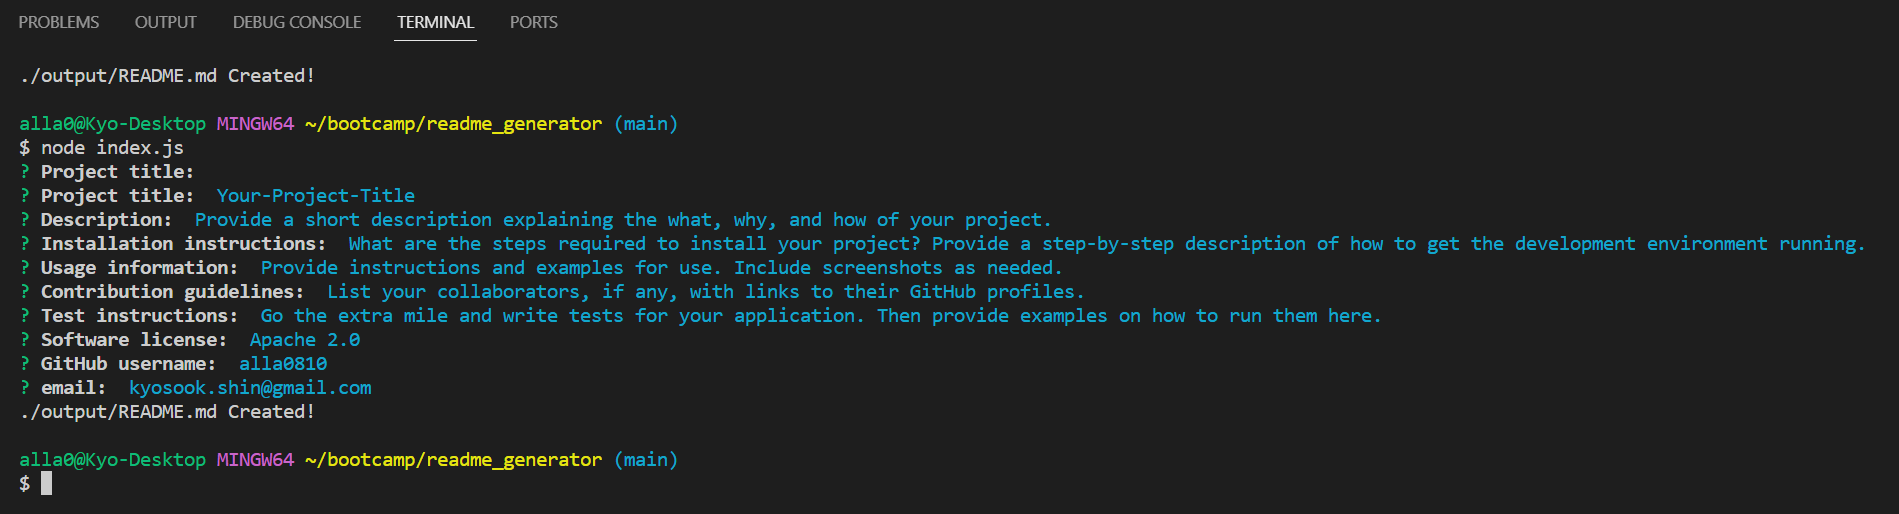 PROBLEMS OUTPUT DEBUG CONSOLE TERMINAL PORTS
./output/README.md Created!
alla0@Kyo-Desktop MINGW64 ~/bootcamp/readme_generator (main)
$ node index.js
? Project title:
? Project title:  Your-Project-Title
? Description:  Provide a short description explaining the what, why, and how of your project.
? Installation instructions:  What are the steps required to install your project? Provide a step-by-step description of how to get the development environment running.
? Usage information:  Provide instructions and examples for use. Include screenshots as needed.
? Contribution guidelines:  List your collaborators, if any, with links to their GitHub profiles.
? Test instructions:  Go the extra mile and write tests for your application. Then provide examples on how to run them here.
? Software license:  Apache 2.0
? GitHub username:  alla0810
? email:  kyosook.shin@gmail.com
./output/README.md Created!
alla0@Kyo-Desktop MINGW64 ~/bootcamp/readme_generator (main)
$